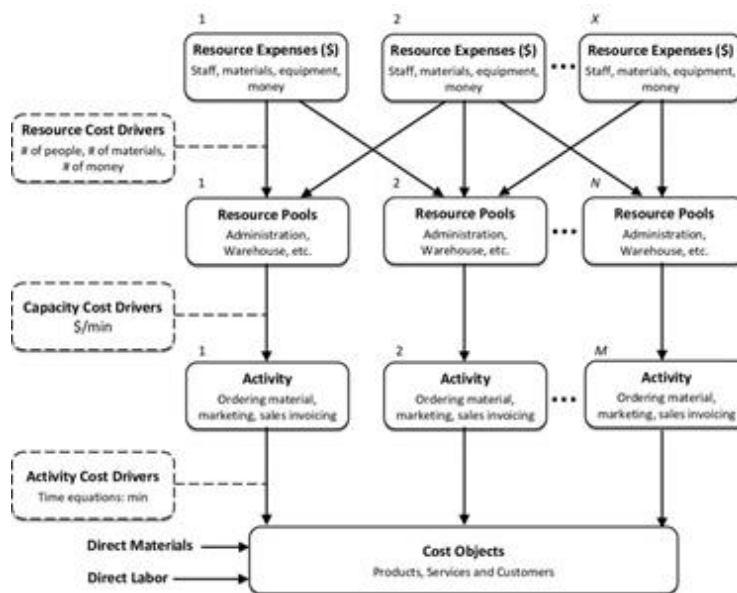 1
2
X
Resource Expenses ($)
Staff, materials, equipment,
money
Resource Expenses ($)
Staff, materials, equipment,
money
•••
Resource Expenses ($)
Staff, materials, equipment,
money
Resource Cost Drivers
# of people, # of materials,
# of money
1
2
N
Resource Pools
Administration,
Warehouse, etc.
Resource Pools
Administration,
Warehouse, etc.
•••
Resource Pools
Administration,
Warehouse, etc.
Capacity Cost Drivers
$/min
1
2
M
Activity
Ordering material,
marketing, sales invoicing
Activity
Ordering material,
marketing, sales invoicing
•••
Activity
Ordering material,
marketing, sales invoicing
Activity Cost Drivers
Time equations: min
Direct Materials
Direct Labor
Cost Objects
Products, Services and Customers